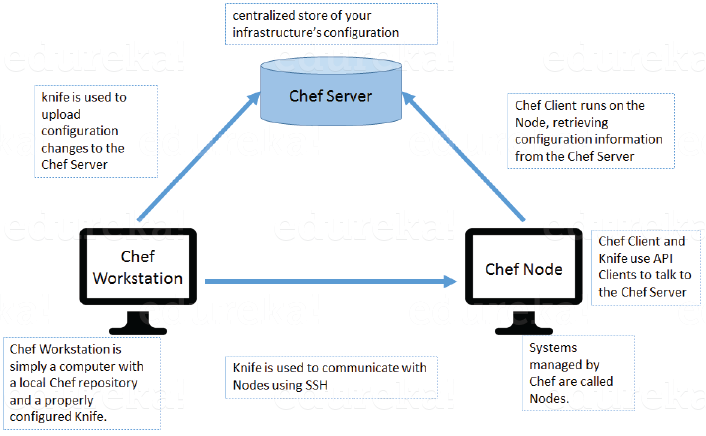 centralized store of your
infrastructure's configuration
Chef Server
knife is used to
upload
configuration
changes to the
Chef Server
Chef Client runs on the
Node, retrieving
configuration information
from the Chef Server
Chef
Workstation
Chef Node
Chef Client and
Knife use API
Clients to talk to
the Chef Server
Chef Workstation is
simply a computer with
a local Chef repository
and a properly
configured Knife.
Knife is used to communicate with
Nodes using SSH
Systems
managed by
Chef are called
Nodes.